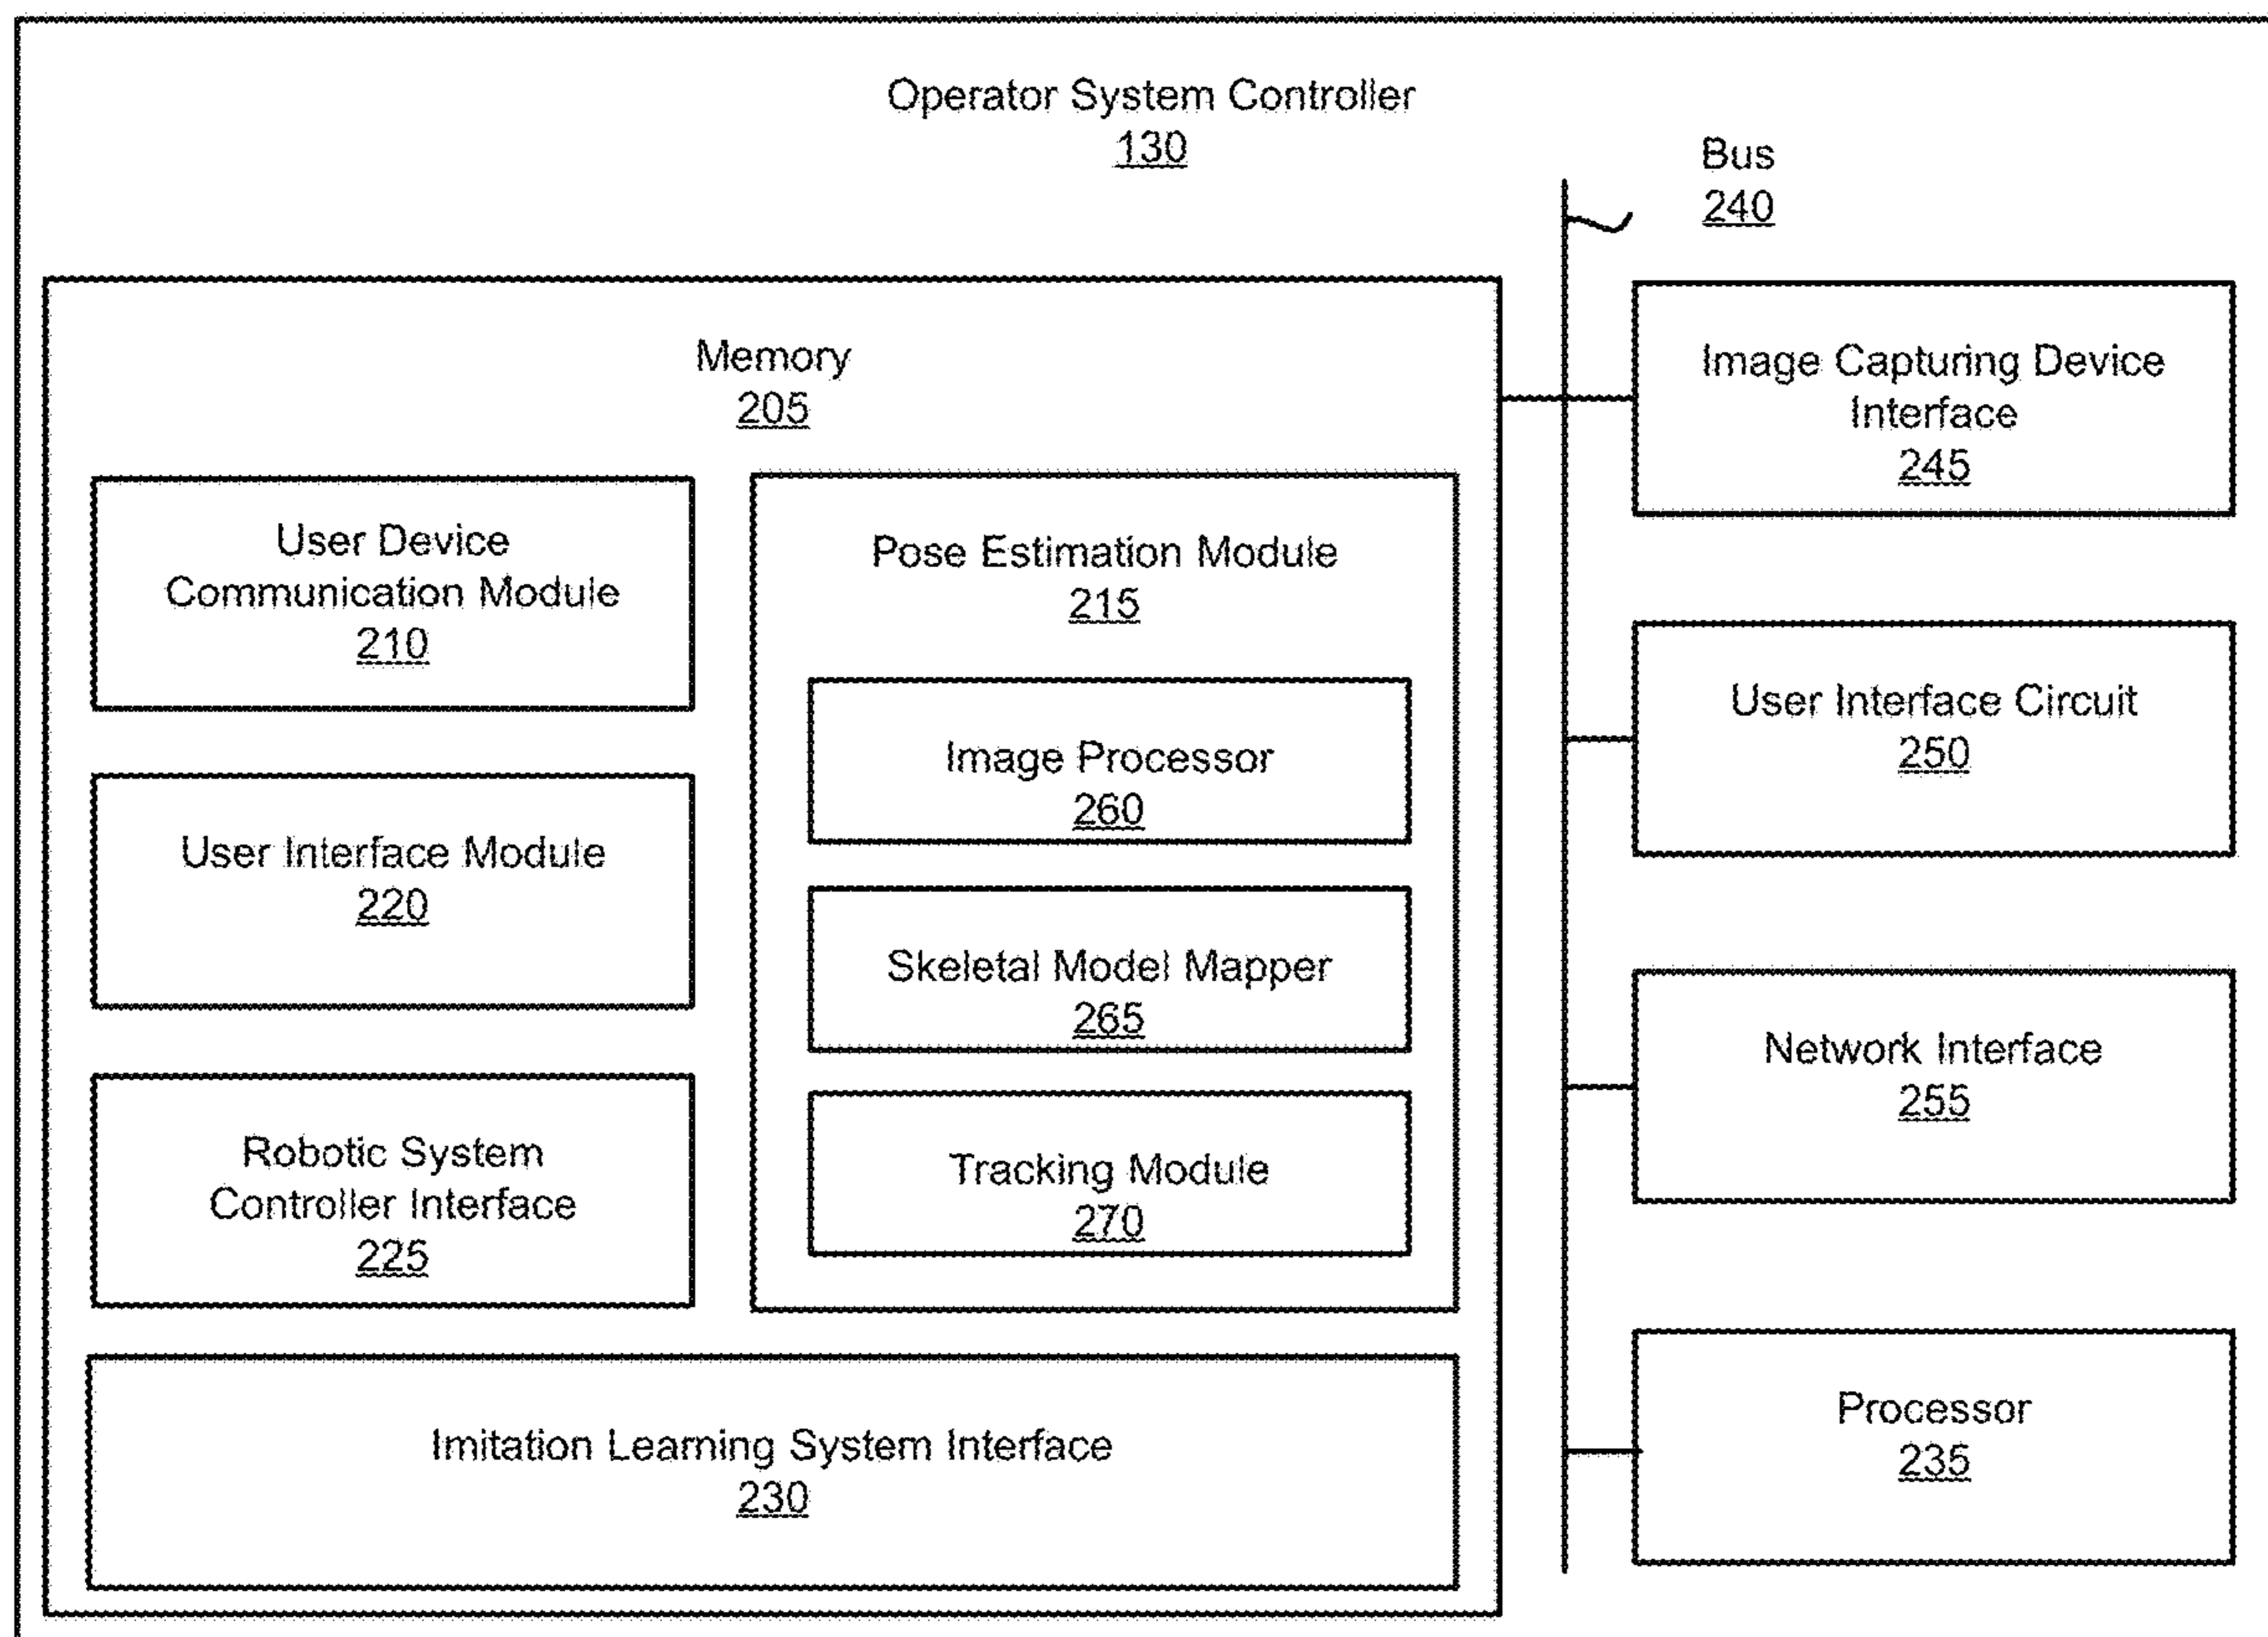 Operator System Controller
130
Bus
240
Memory
205
User Device
Communication Module
210
User Interface Module
220
Robotic System
Controller Interface
225
Pose Estimation Module
215
Image Processor
260
Skeletal Model Mapper
265
Tracking Module
270
Imitation Learning System Interface
230
Image Capturing Device
Interface
245
User Interface Circuit
250
Network Interface
255
Processor
235